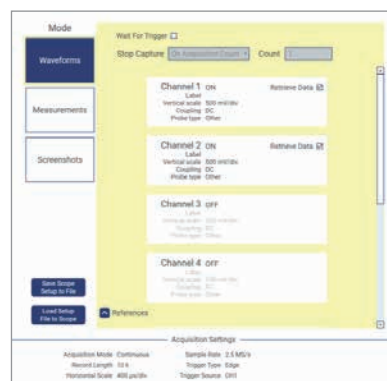 Mode
Wait For Trigger
Waveforms
Stop Capture On Acquisition Count Count 1
Channel 1 ON Retrieve Data
Label
Vertical scale 500 mV/div
Coupling DC
Probe type Other
Measurements
Channel 2 ON Retrieve Data
Label
Vertical scale 500 mV/div
Coupling DC
Probe type Other
Screenshots
Channel 3 OFF
Label
Vertical scale
Coupling DC
Probe type Other
Channel 4 OFF
Label
Vertical scale
Coupling DC
Probe type Other
Save Scope
Setup to File
Load Setup
File to Scope
References
Acquisition Settings
Acquisition Mode Continuous Sample Rate 2.5 MS/s
Record Length 10 k Trigger Type Edge
Horizontal Scale 400 µs/div Trigger Source CH1